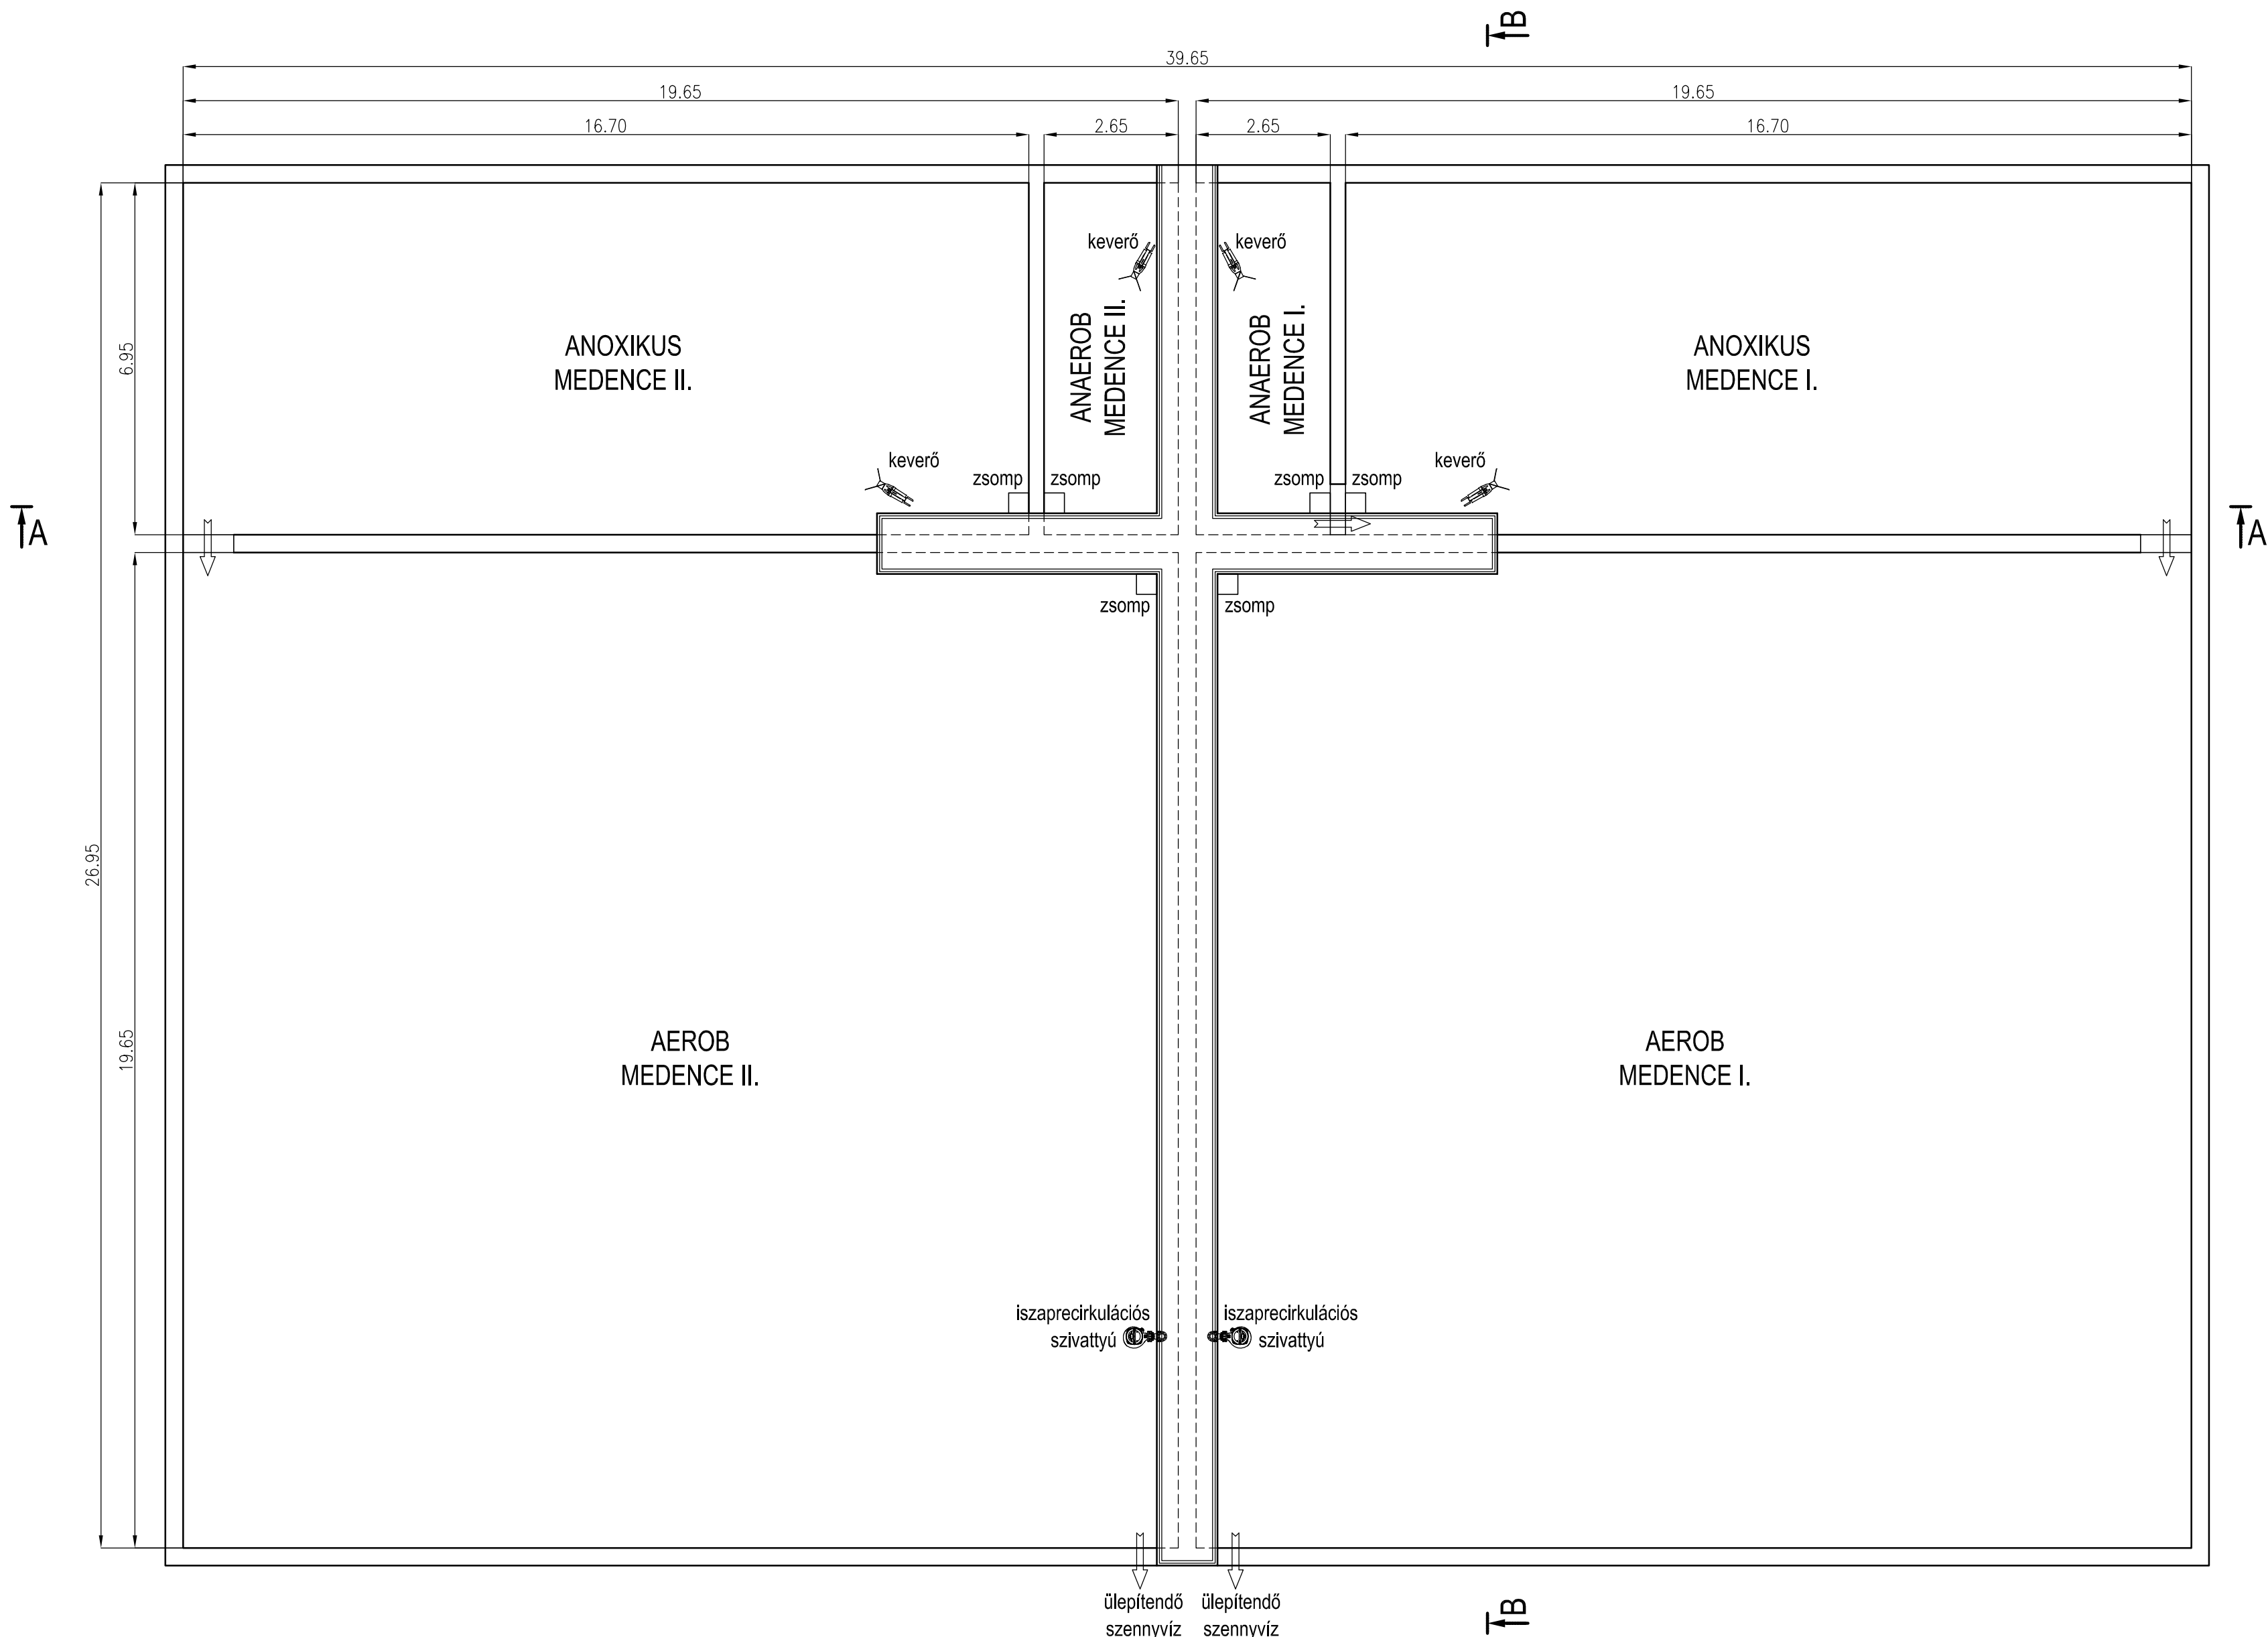 B
39.65
19.65
19.65
16.70
2.65
2.65
16.70
keverő
keverő
ANAEROB
MEDENCE II.
ANAEROB
MEDENCE I.
ANOXIKUS
MEDENCE II.
ANOXIKUS
MEDENCE I.
6.95
keverő
keverő
zsomp
zsomp
zsomp
zsomp
A
A
zsomp
zsomp
26.95
19.65
AEROB
MEDENCE II.
AEROB
MEDENCE I.
iszaprecirkulációs
szivattyú
iszaprecirkulációs
szivattyú
ülepítendő
szennyvíz
ülepítendő
szennyvíz
B